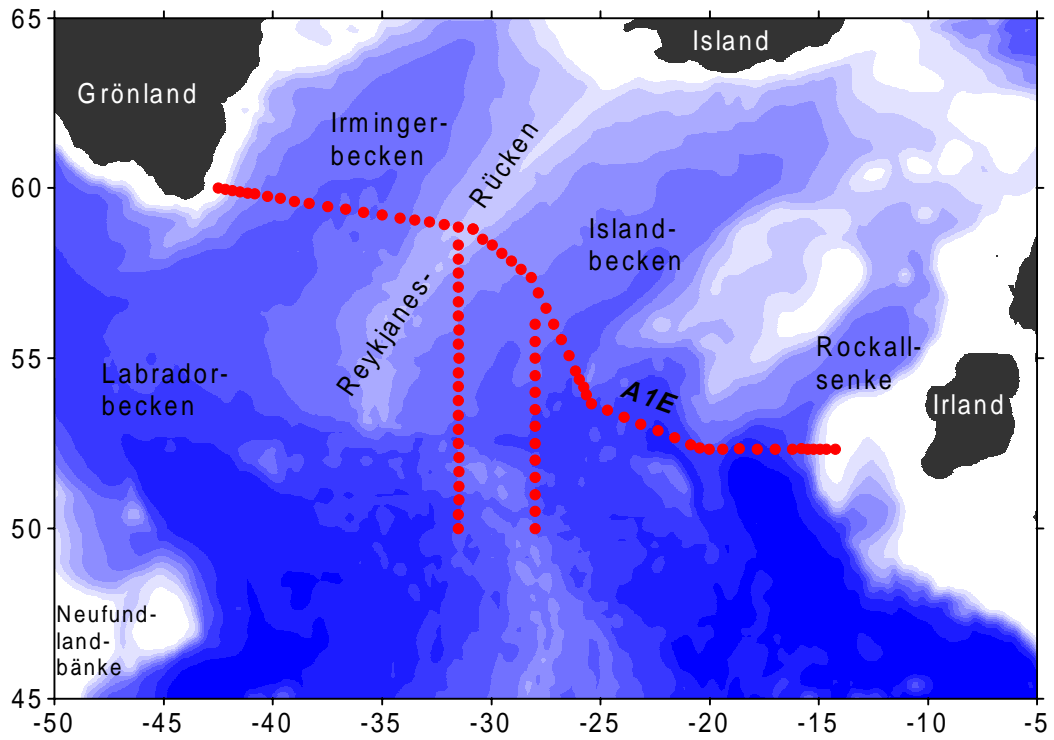 65
60
55
50
45
Island
Grönland
Irminger-
becken
Rücken
Island-
becken
Reykjanes-
Rockall-
senke
Labrador-
becken
A1E
Irland
Neufund-
land-
bänke
-50 -45 -40 -35 -30 -25 -20 -15 -10 -5